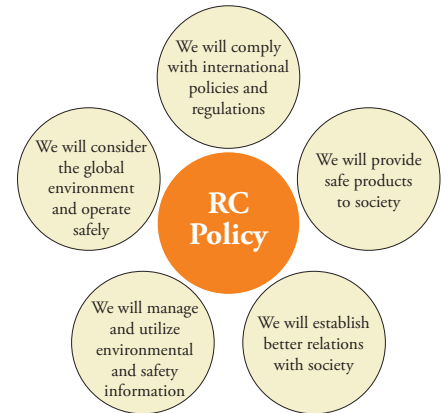 We will comply
with international
policies and
regulations
We will consider
the global
environment
and operate
safely
RC
Policy
We will provide
safe products
to society
We will manage
and utilize
environmental
and safety
information
We will establish
better relations
with society